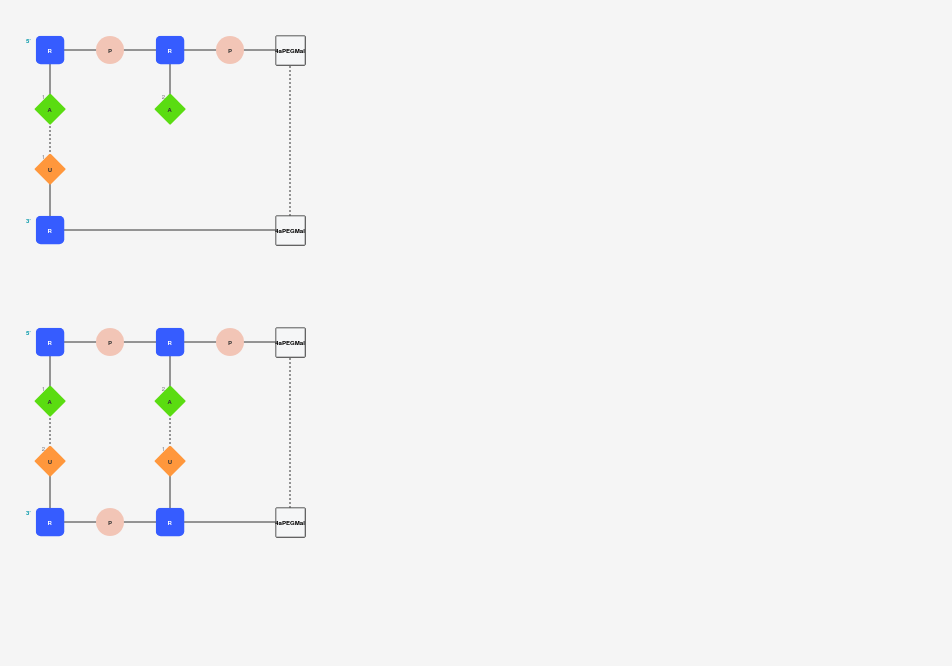 5'
R P R P 4aPEGMal
1 2
A A
1
U
3'
R 4aPEGMal
5'
R P R P 4aPEGMal
1 2
A A
2 1
U U
3'
R P R 4aPEGMal